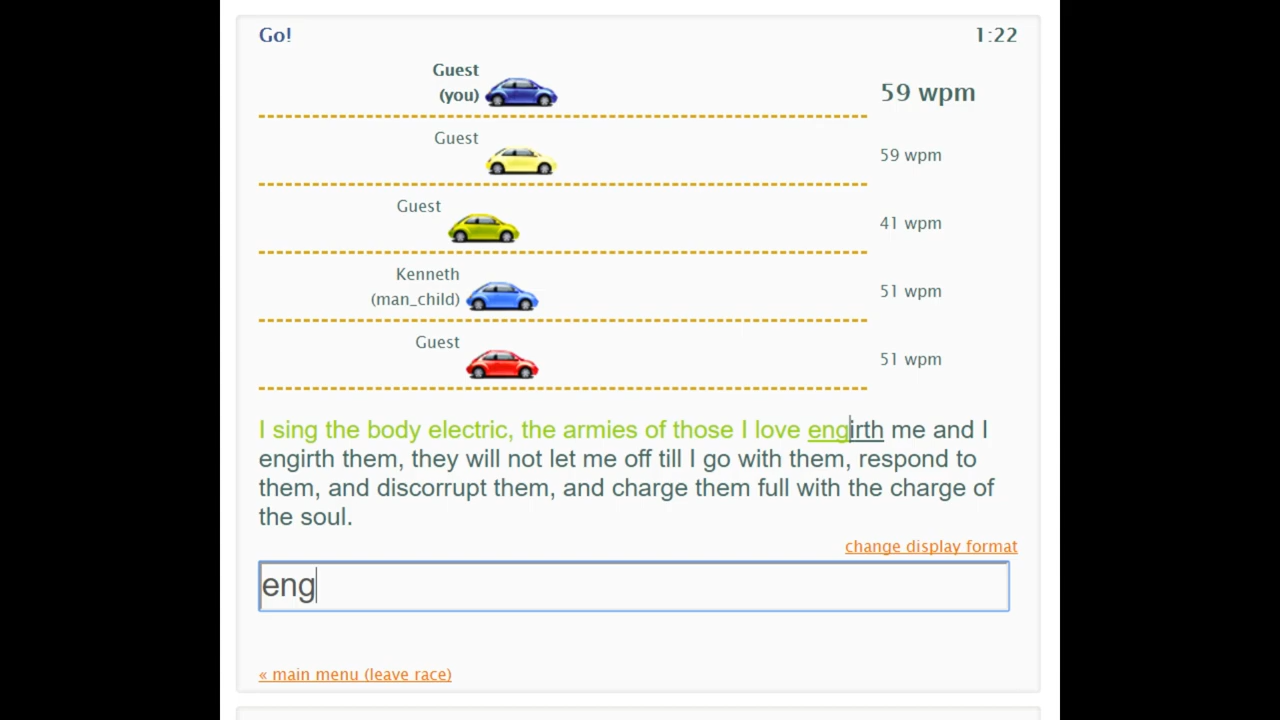 Go!
1:22
Guest
(you)
59 wpm
Guest
59 wpm
Guest
41 wpm
Kenneth
(man_child)
51 wpm
Guest
51 wpm
I sing the body electric, the armies of those I love engirth me and I
engirth them, they will not let me off till I go with them, respond to
them, and discorrupt them, and charge them full with the charge of
the soul.
change display format
eng
« main menu (leave race)